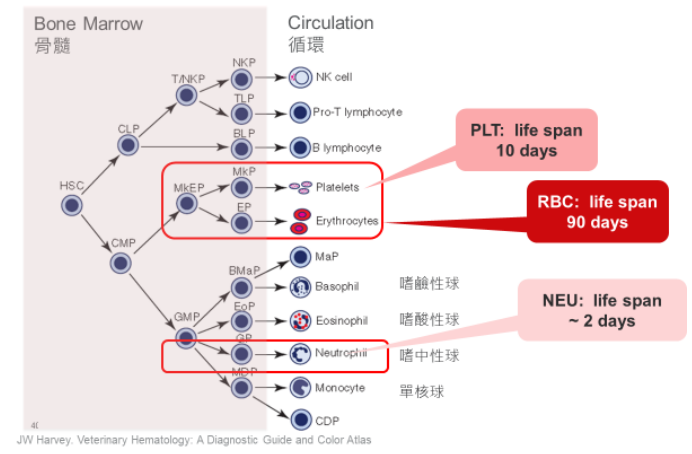 Bone Marrow
骨髓
Circulation
循環
NKP
NK cell
T/NKP
TLP
Pro-T lymphocyte
CLP
BLP
B lymphocyte
PLT: life span
10 days
HSC
MkP
Platelets
MkEP
EP
Erythrocytes
RBC: life span
90 days
CMP
MaP
BMaP
Basophil
嗜鹼性球
GMP
EoP
Eosinophil
嗜酸性球
NEU: life span
~ 2 days
GP
Neutrophil
嗜中性球
MDP
Monocyte
單核球
CDP
JW Harvey. Veterinary Hematology: A Diagnostic Guide and Color Atlas